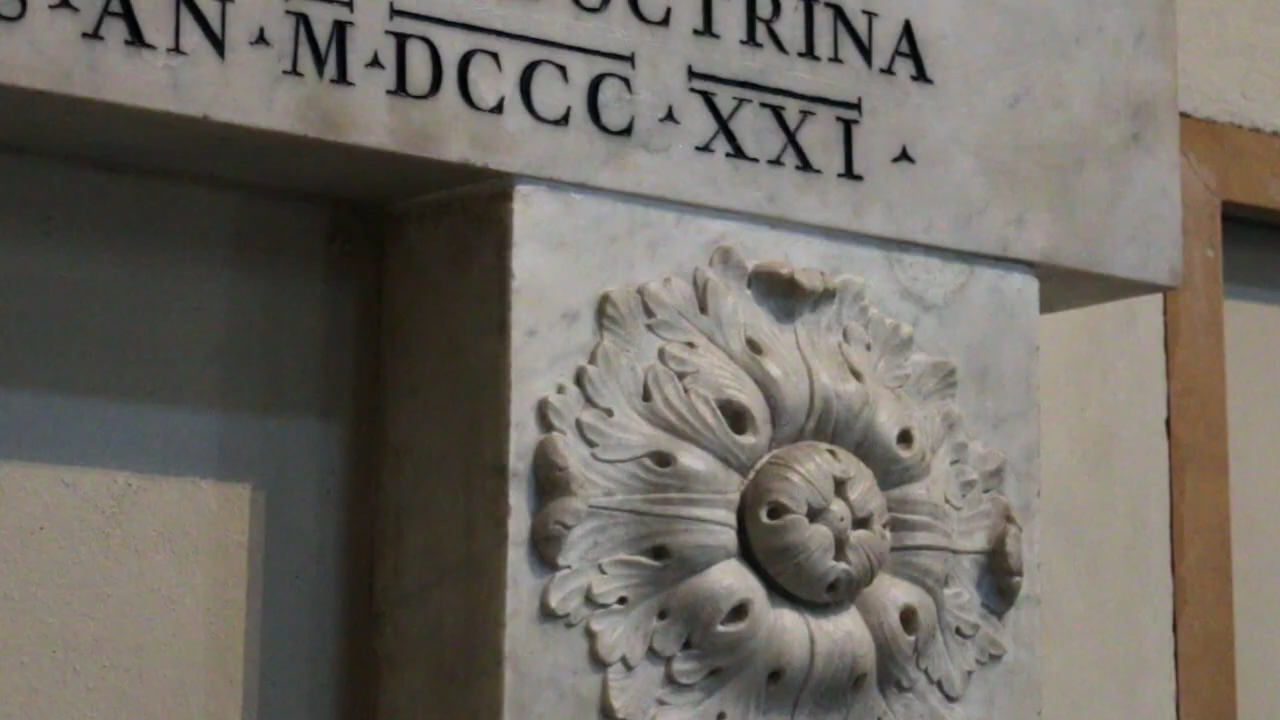 DOCTRINA
AN · M · DCCC · XXI ·